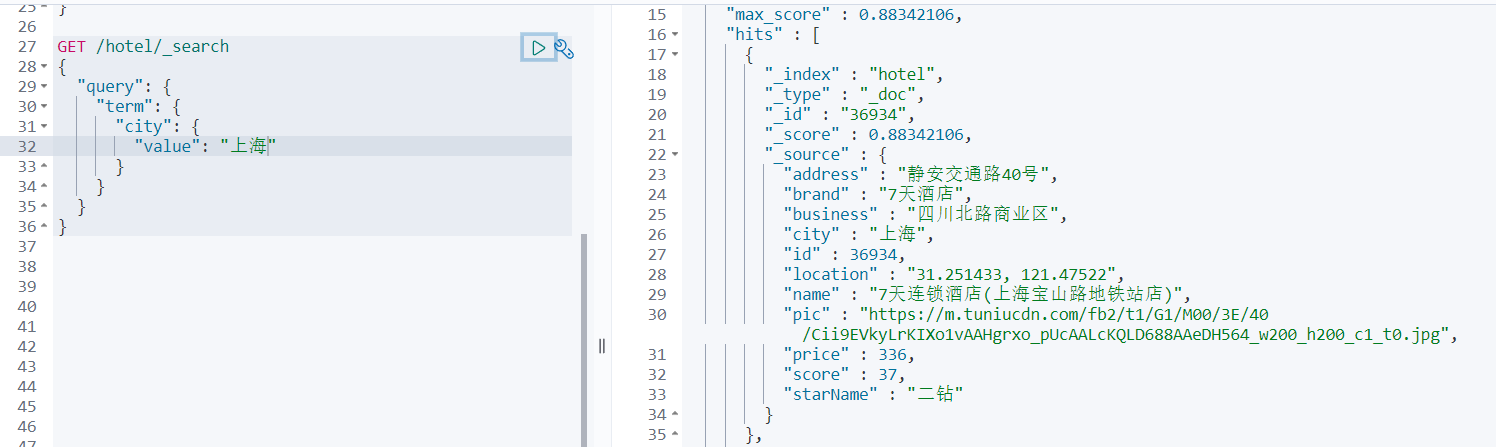 25 }
26
27 GET /hotel/_search
28 {
29 "query": {
30 "term": {
31 "city": {
32 "value": "上海"
33 }
34 }
35 }
36 }
37
38
39
40
41
42
43
44
45
46
47
15 "max_score" : 0.88342106,
16 "hits" : [
17 {
18 "_index" : "hotel",
19 "_type" : "_doc",
20 "_id" : "36934",
21 "_score" : 0.88342106,
22 "_source" : {
23 "address" : "静安交通路40号",
24 "brand" : "7天酒店",
25 "business" : "四川北路商业区",
26 "city" : "上海",
27 "id" : 36934,
28 "location" : "31.251433, 121.47522",
29 "name" : "7天连锁酒店(上海宝山路地铁站店)",
30 "pic" : "https://m.tuniucdn.com/fb2/t1/G1/M00/3E/40
/Cii9EVkyLrKIXo1vAAHgrxo_pUcAALcKQLD688AAeDH564_w200_h200_c1_t0.jpg",
31 "price" : 336,
32 "score" : 37,
33 "starName" : "二钻"
34 }
35 },